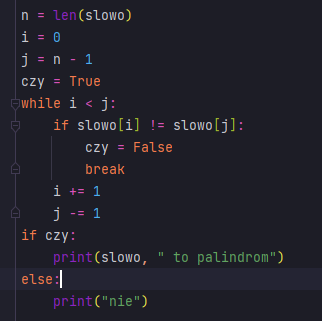 n = len(slowo)
i = 0
j = n - 1
czy = True
while i < j:
    if slowo[i] != slowo[j]:
        czy = False
        break
    i += 1
    j -= 1
if czy:
    print(slowo, " to palindrom")
else:
    print("nie")